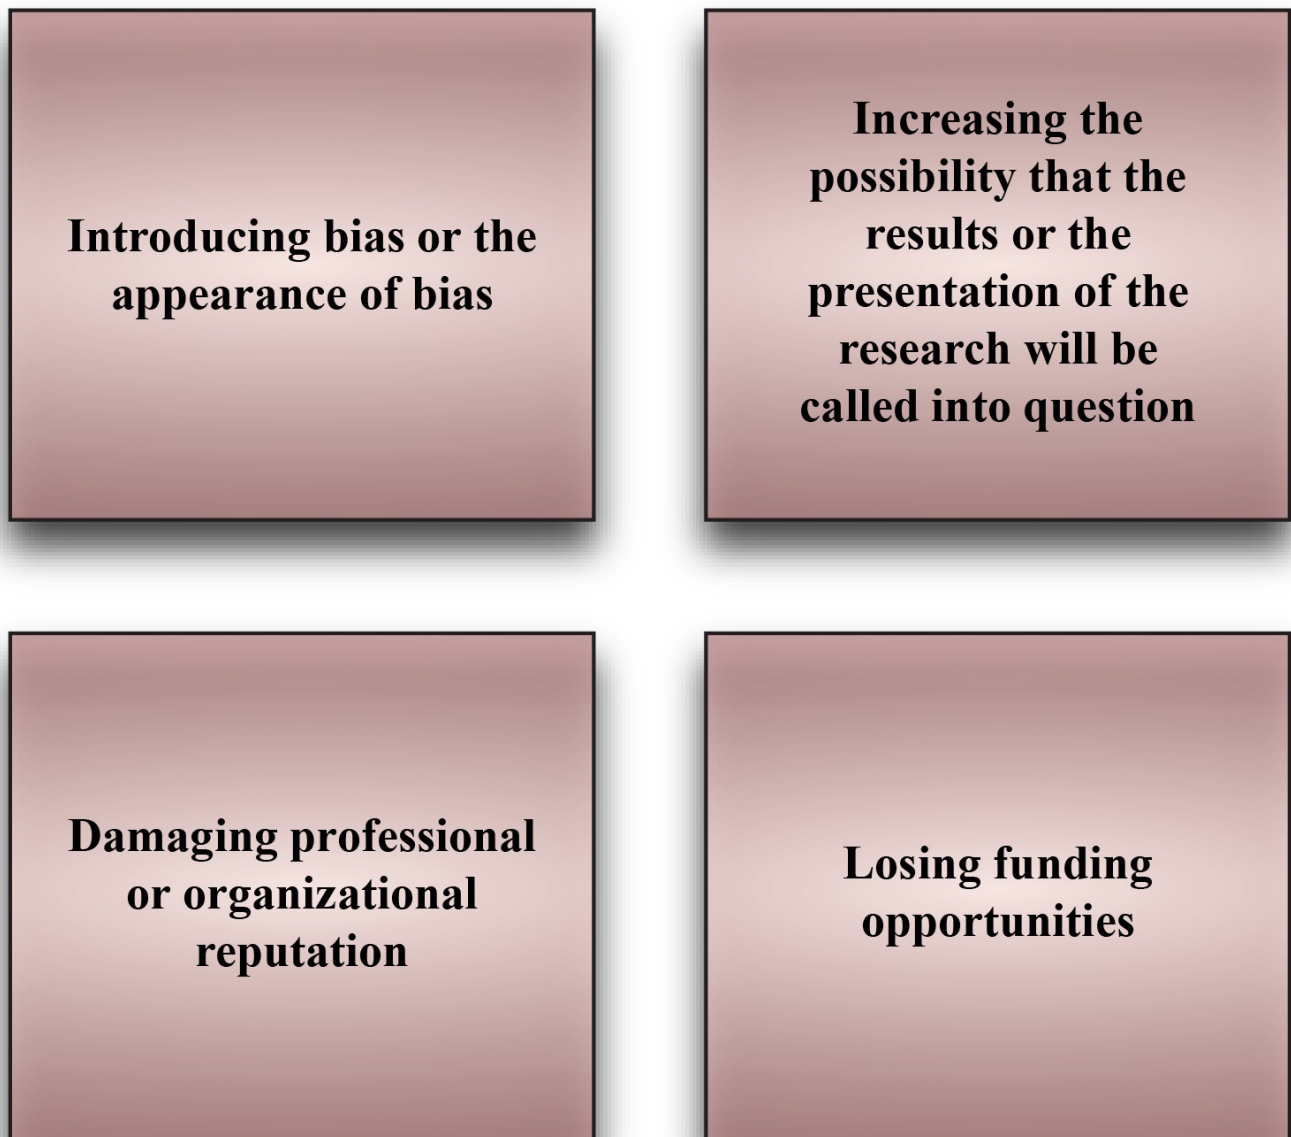 Introducing bias or the
appearance of bias
Increasing the
possibility that the
results or the
presentation of the
research will be
called into question
Damaging professional
or organizational
reputation
Losing funding
opportunities